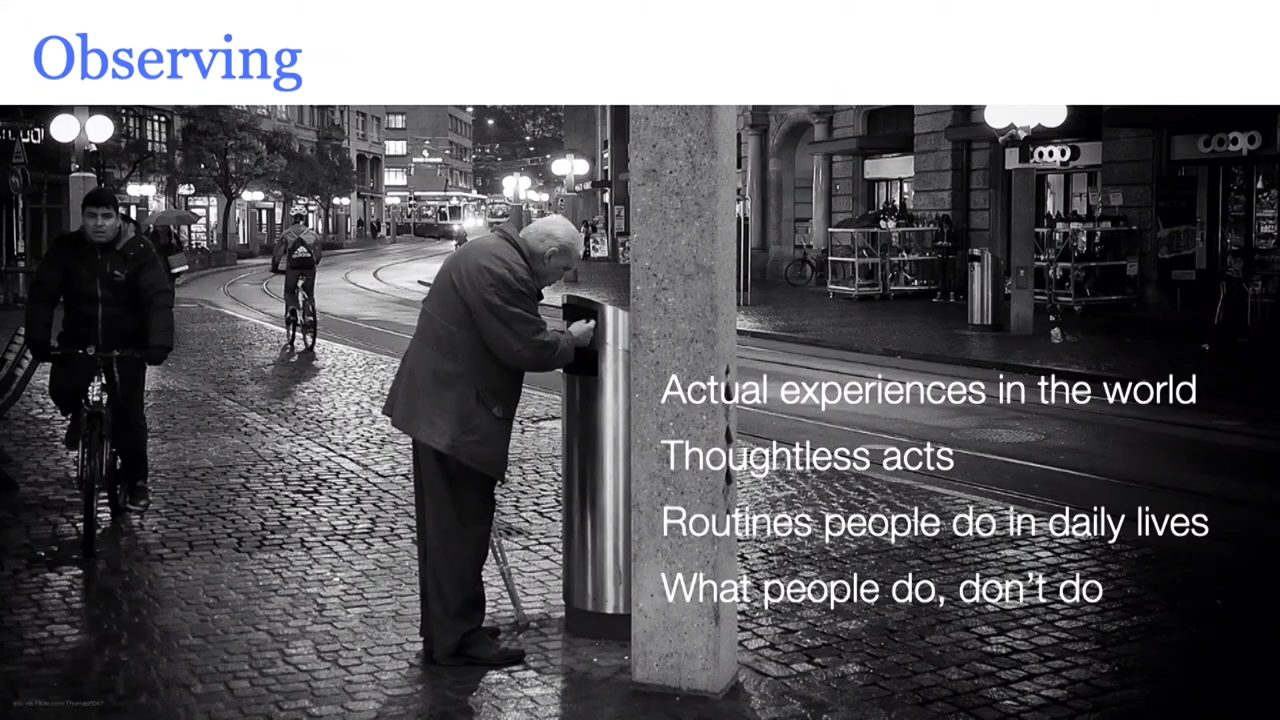 Observing
coop
coop
Actual experiences in the world
Thoughtless acts
Routines people do in daily lives
What people do, don't do